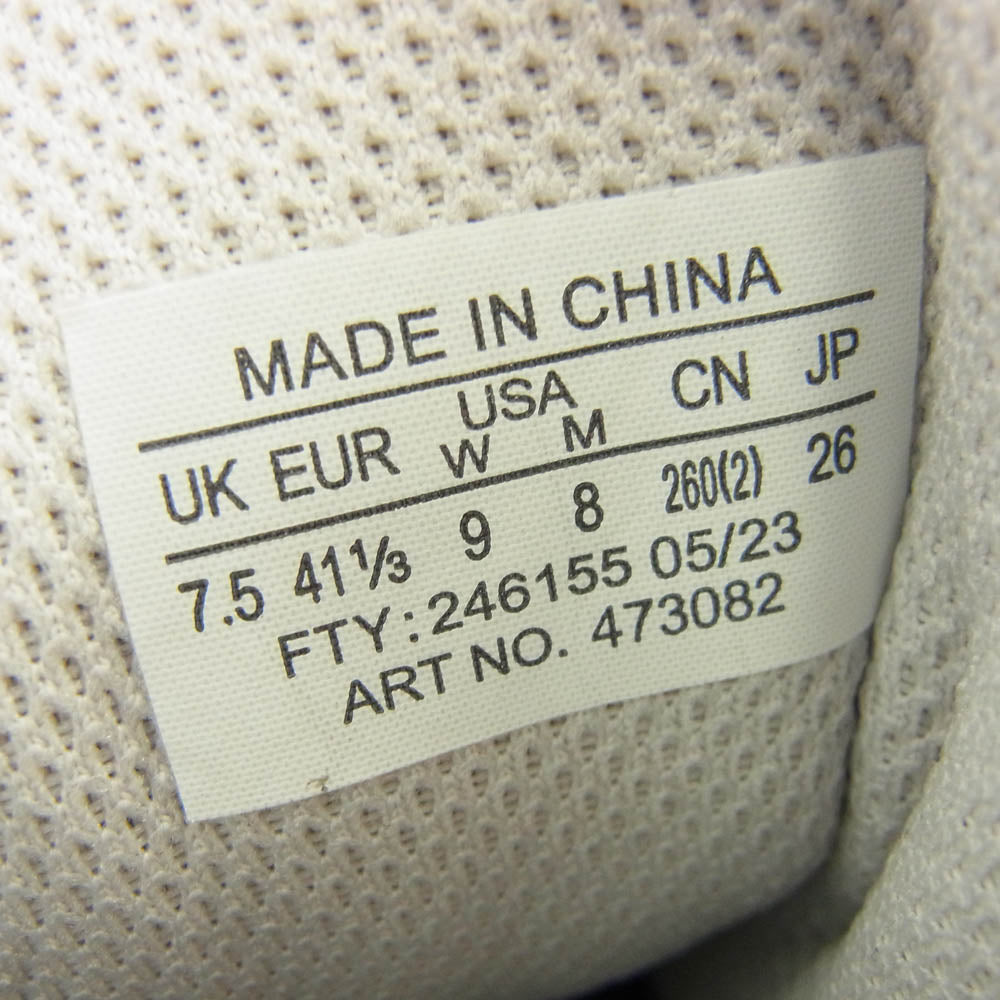 MADE IN CHINA
UK EUR USA CN JP
W M
7.5 41⅓ 9 8 260(2) 26
FTY:246155 05/23
ART NO. 473082